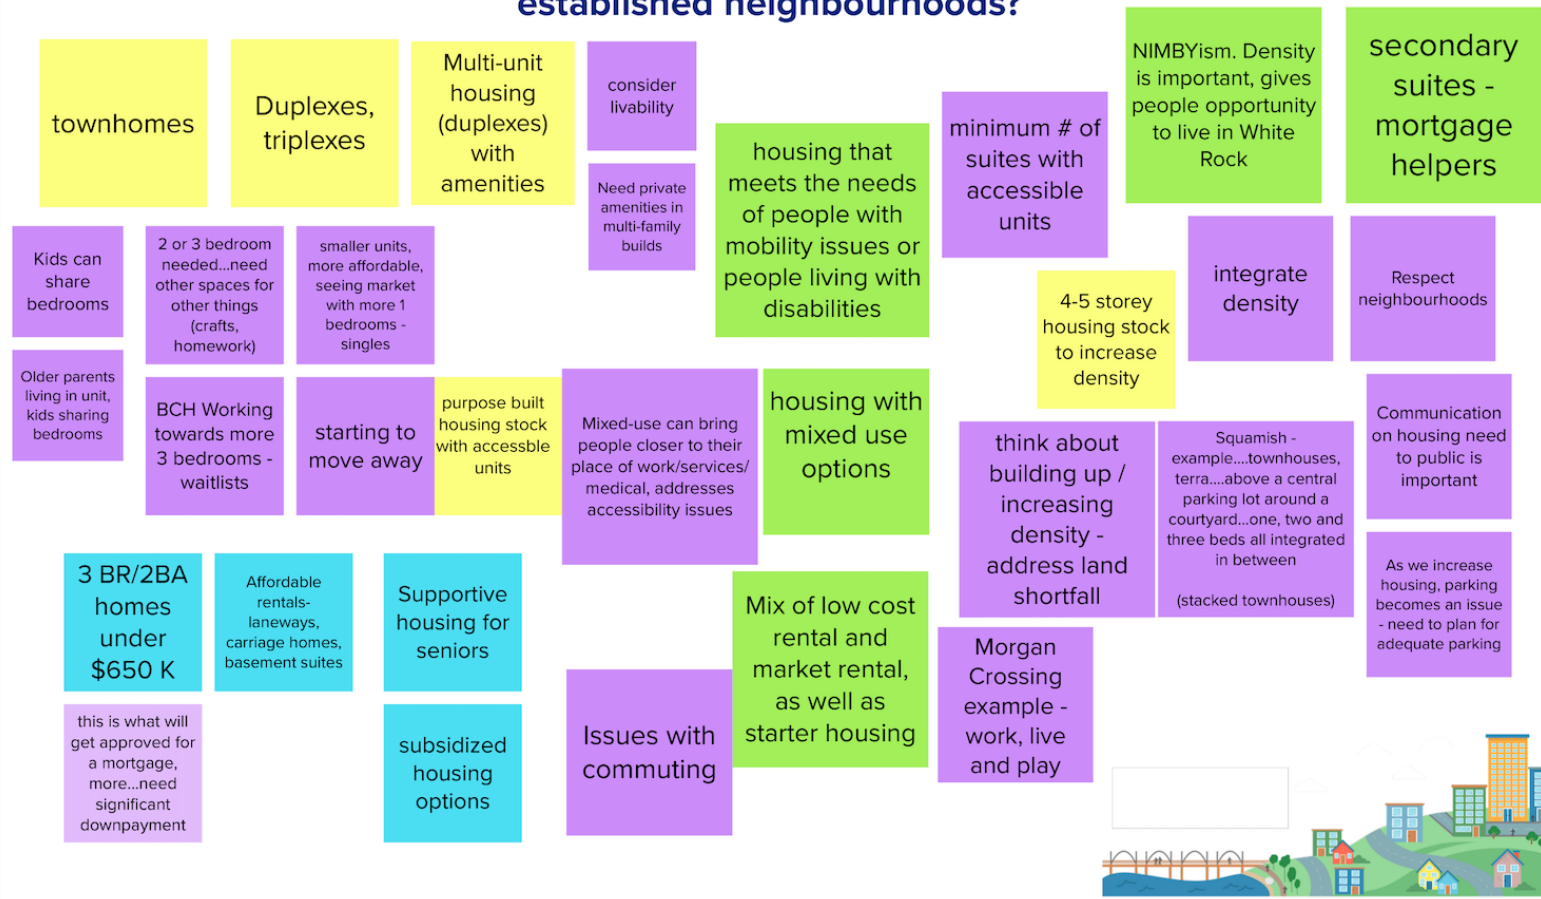 established neighbourhoods?
townhomes
Duplexes,
triplexes
Multi-unit
housing
(duplexes)
with
amenities
consider
livability
Need private
amenities in
multi-family
builds
housing that
meets the needs
of people with
mobility issues or
people living with
disabilities
minimum # of
suites with
accessible
units
NIMBYism. Density
is important, gives
people opportunity
to live in White
Rock
secondary
suites -
mortgage
helpers
Kids can
share
bedrooms
2 or 3 bedroom
needed...need
other spaces for
other things
(crafts,
homework)
smaller units,
more affordable,
seeing market
with more 1
bedrooms -
singles
4-5 storey
housing stock
to increase
density
integrate
density
Respect
neighbourhoods
Older parents
living in unit,
kids sharing
bedrooms
BCH Working
towards more
3 bedrooms -
waitlists
starting to
move away
purpose built
housing stock
with accessble
units
Mixed-use can bring
people closer to their
place of work/services/
medical, addresses
accessibility issues
housing with
mixed use
options
think about
building up /
increasing
density -
address land
shortfall
Squamish -
example....townhouses,
terra....above a central
parking lot around a
courtyard...one, two and
three beds all integrated
in between
(stacked townhouses)
Communication
on housing need
to public is
important
As we increase
housing, parking
becomes an issue
- need to plan for
adequate parking
3 BR/2BA
homes
under
$650 K
Affordable
rentals-
laneways,
carriage homes,
basement suites
Supportive
housing for
seniors
Mix of low cost
rental and
market rental,
as well as
starter housing
Morgan
Crossing
example -
work, live
and play
this is what will
get approved for
a mortgage,
more...need
significant
downpayment
subsidized
housing
options
Issues with
commuting